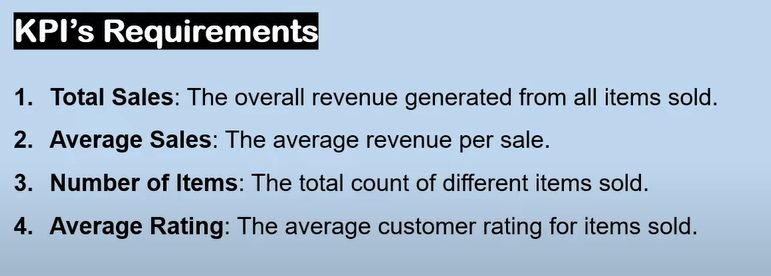 KPI’s Requirements
1. Total Sales: The overall revenue generated from all items sold.
2. Average Sales: The average revenue per sale.
3. Number of Items: The total count of different items sold.
4. Average Rating: The average customer rating for items sold.